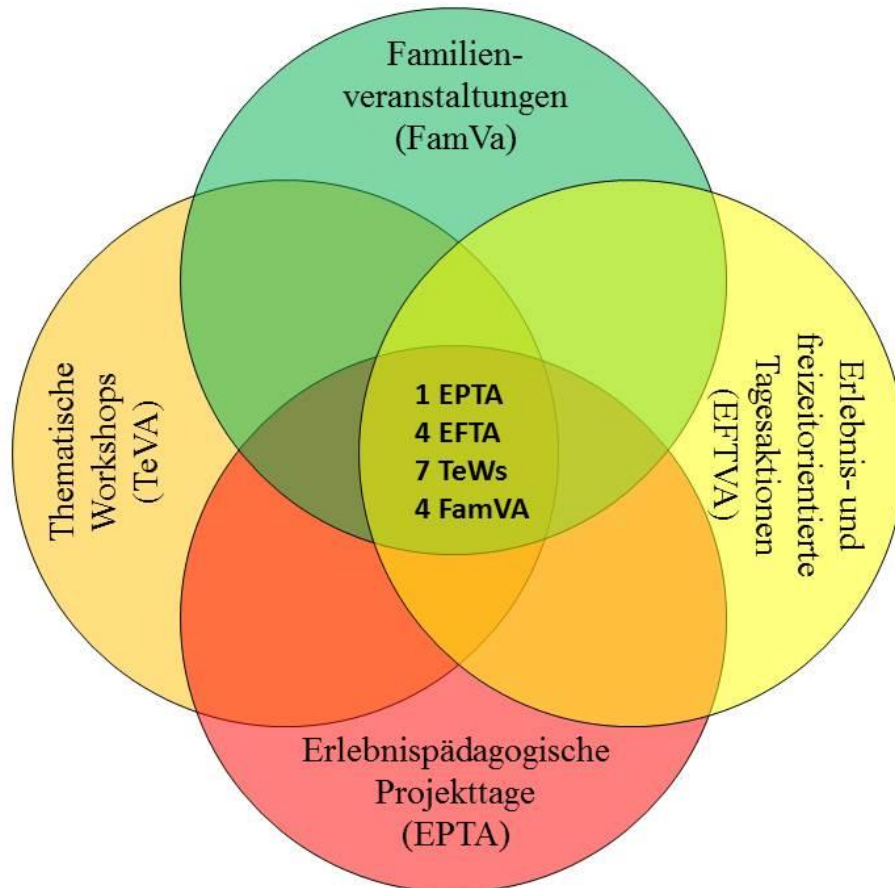 Familien-
veranstaltungen
(FamVa)
Thematische
Workshops
(TeVA)
1 EPTA
4 EFTA
7 TeWs
4 FamVA
Erlebnis- und
freizeitorientierte
Tagesaktionen
(EFTVA)
Erlebnispädagogische
Projekttage
(EPTA)